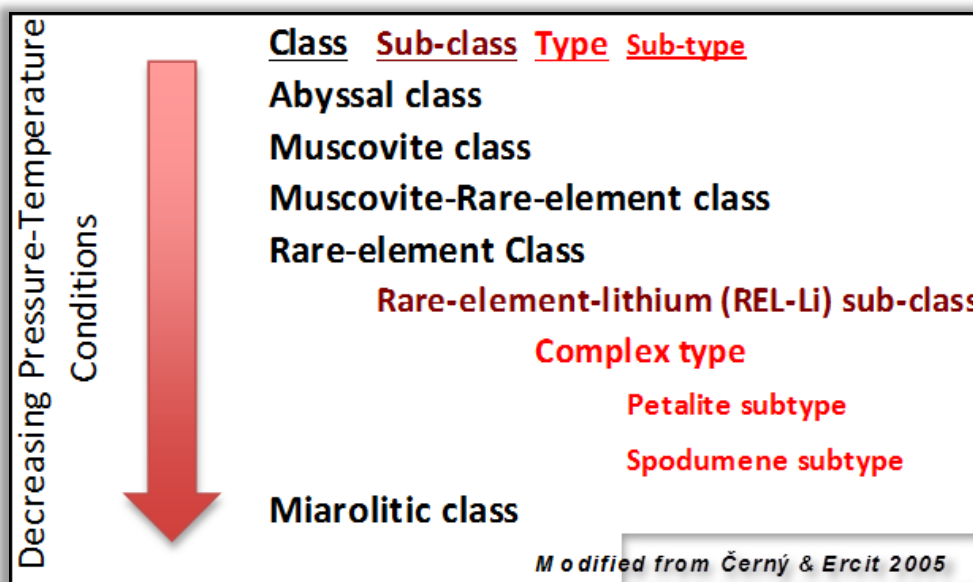 Decreasing Pressure-Temperature
Conditions
Class Sub-class Type Sub-type
Abyssal class
Muscovite class
Muscovite-Rare-element class
Rare-element Class
Rare-element-lithium (REL-Li) sub-class
Complex type
Petalite subtype
Spodumene subtype
Miarolitic class
Modified from Černý & Ercit 2005